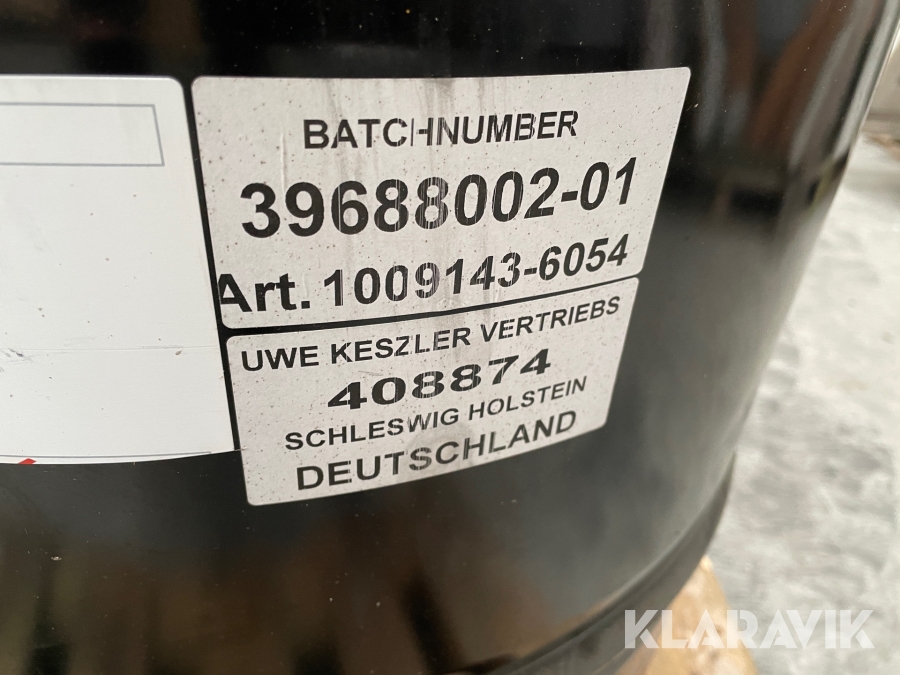 BATCHNUMBER
39688002-01
Art. 1009143-6054
UWE KESZLER VERTRIEBS
408874
SCHLESWIG HOLSTEIN
DEUTSCHLAND
KLARAVIK